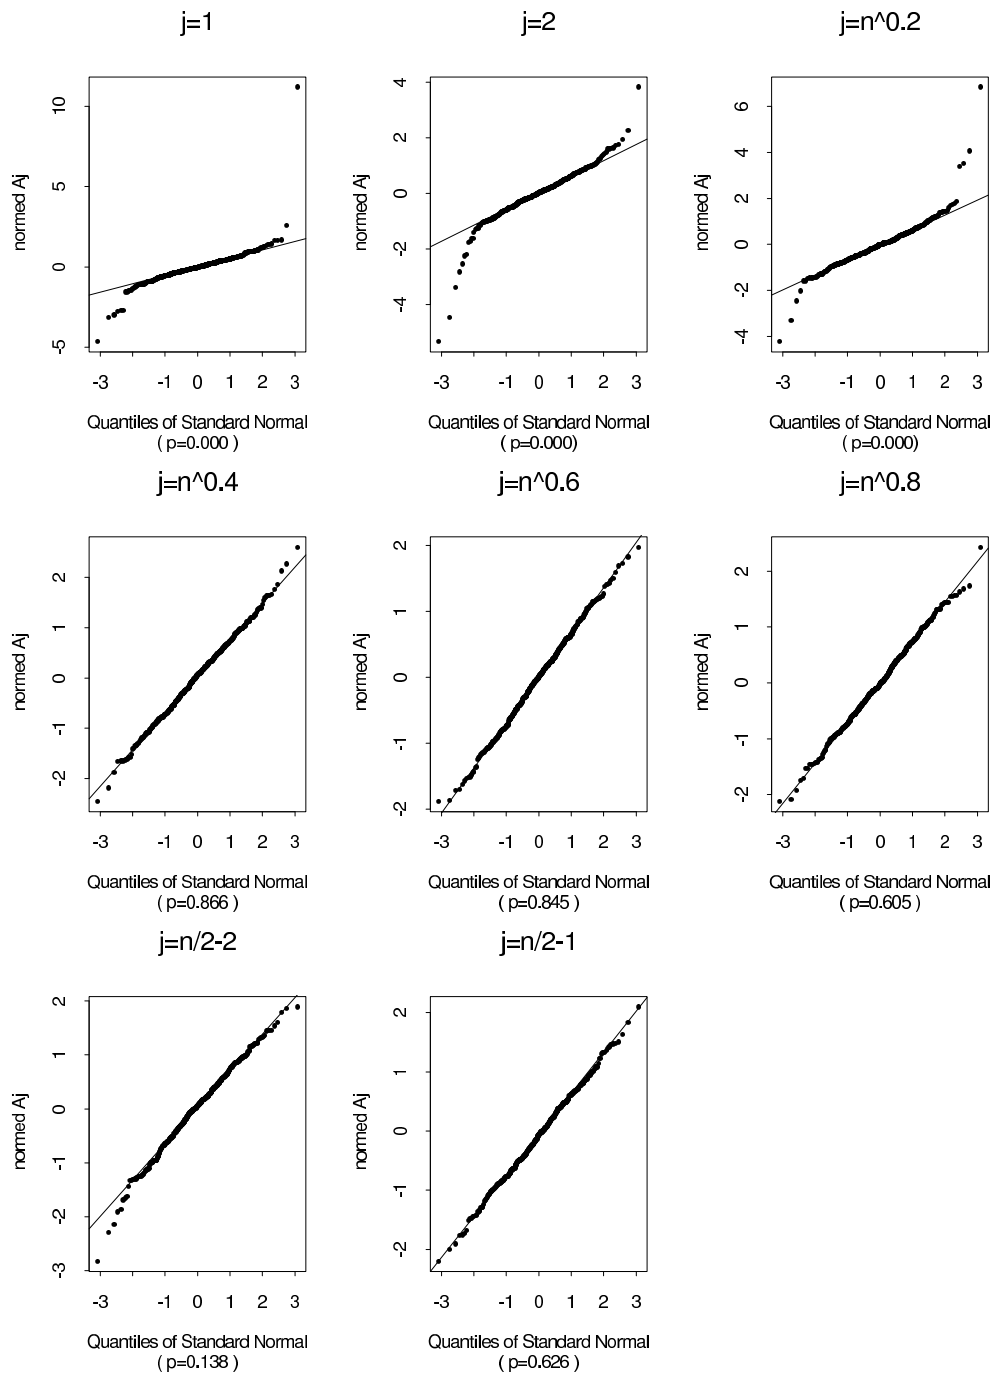 j=1
j=2
j=n^0.2
normed Aj
-5 0 5 10
-3 -2 -1 0 1 2 3
Quantiles of Standard Normal
( p=0.000 )
normed Aj
-4 -2 0 2 4
-3 -2 -1 0 1 2 3
Quantiles of Standard Normal
( p=0.000)
normed Aj
-4 -2 0 2 4 6
-3 -2 -1 0 1 2 3
Quantiles of Standard Normal
( p=0.000)
j=n^0.4
j=n^0.6
j=n^0.8
normed Aj
-2 -1 0 1 2
-3 -2 -1 0 1 2 3
Quantiles of Standard Normal
( p=0.866 )
normed Aj
-2 -1 0 1 2
-3 -2 -1 0 1 2 3
Quantiles of Standard Normal
( p=0.845 )
normed Aj
-2 -1 0 1 2
-3 -2 -1 0 1 2 3
Quantiles of Standard Normal
( p=0.605 )
j=n/2-2
j=n/2-1
normed Aj
-3 -2 -1 0 1 2
-3 -2 -1 0 1 2 3
Quantiles of Standard Normal
( p=0.138 )
normed Aj
-2 -1 0 1 2
-3 -2 -1 0 1 2 3
Quantiles of Standard Normal
( p=0.626 )